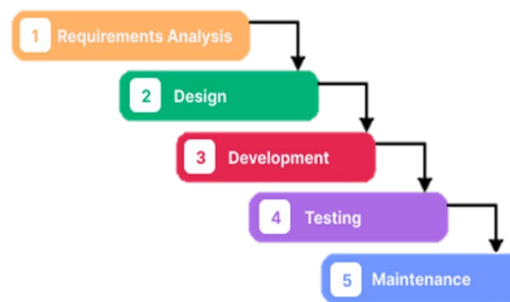 1 Requirements Analysis
2 Design
3 Development
4 Testing
5 Maintenance